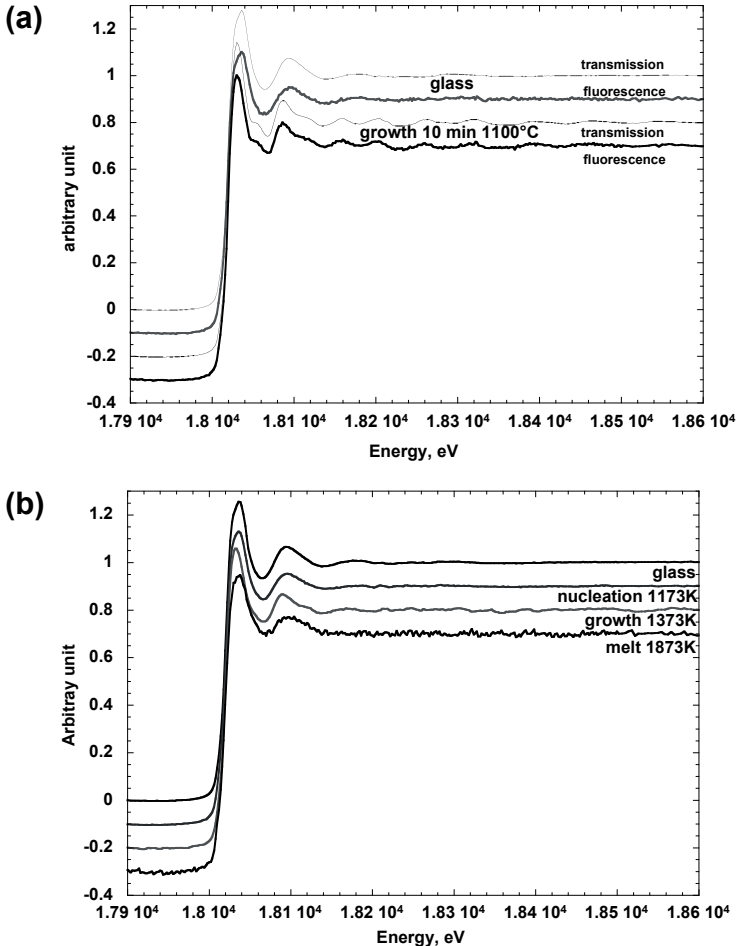 (a)
1.2
1
0.8
0.6
0.4
0.2
0
-0.2
-0.4
arbitrary unit
transmission
glass
fluorescence
growth 10 min 1100°C
transmission
fluorescence
1.79 10⁴ 1.8 10⁴ 1.81 10⁴ 1.82 10⁴ 1.83 10⁴ 1.84 10⁴ 1.85 10⁴ 1.86 10⁴
Energy, eV
(b)
1.2
1
0.8
0.6
0.4
0.2
0
-0.2
-0.4
Arbitray unit
glass
nucleation 1173K
growth 1373K
melt 1873K
1.79 10⁴ 1.8 10⁴ 1.81 10⁴ 1.82 10⁴ 1.83 10⁴ 1.84 10⁴ 1.85 10⁴ 1.86 10⁴
Energy, eV